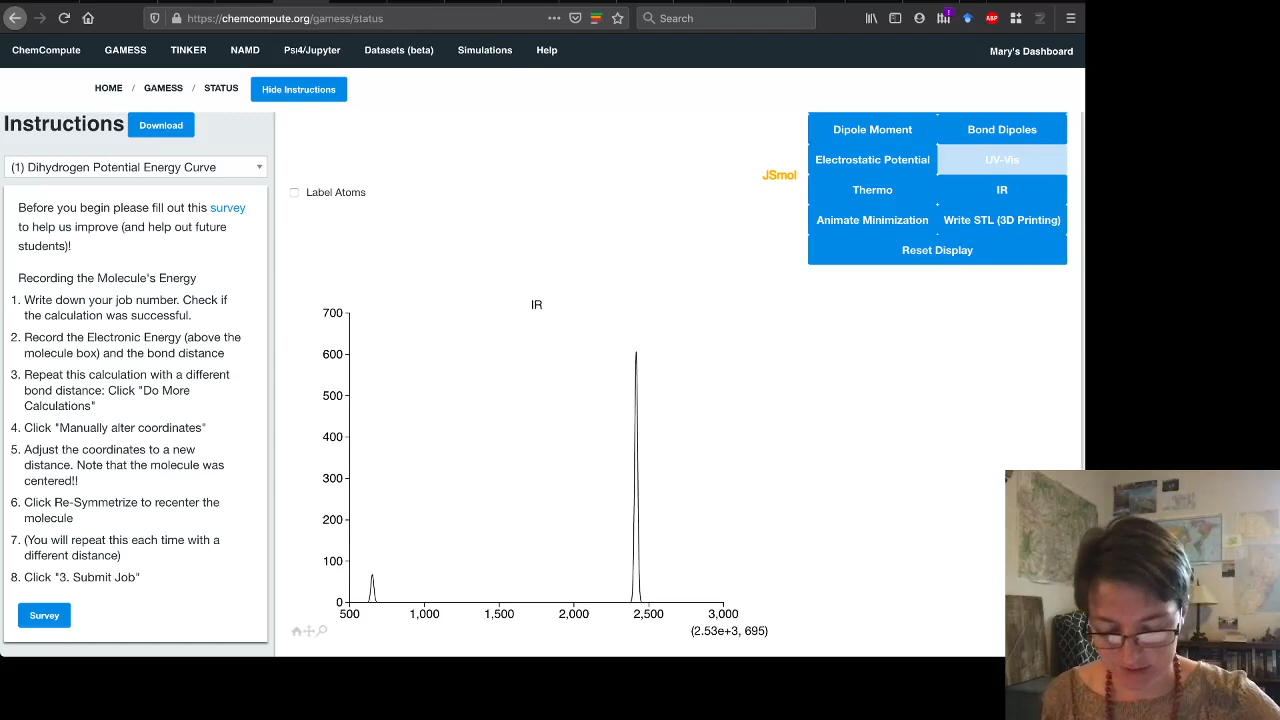 https://chemcompute.org/gamess/status
Search
ABP
ChemCompute GAMESS TINKER NAMD Psi4/Jupyter Datasets (beta) Simulations Help Mary's Dashboard
HOME / GAMESS / STATUS Hide Instructions
Instructions Download
(1) Dihydrogen Potential Energy Curve
Before you begin please fill out this survey
to help us improve (and help out future
students)!
Recording the Molecule's Energy
1. Write down your job number. Check if
the calculation was successful.
2. Record the Electronic Energy (above the
molecule box) and the bond distance
3. Repeat this calculation with a different
bond distance: Click "Do More
Calculations"
4. Click "Manually alter coordinates"
5. Adjust the coordinates to a new
distance. Note that the molecule was
centered!!
6. Click Re-Symmetrize to recenter the
molecule
7. (You will repeat this each time with a
different distance)
8. Click "3. Submit Job"
Survey
Label Atoms
JSmol
Dipole Moment Bond Dipoles
Electrostatic Potential UV-Vis
Thermo IR
Animate Minimization Write STL (3D Printing)
Reset Display
IR
700
600
500
400
300
200
100
0
500 1,000 1,500 2,000 2,500 3,000
(2.53e+3, 695)